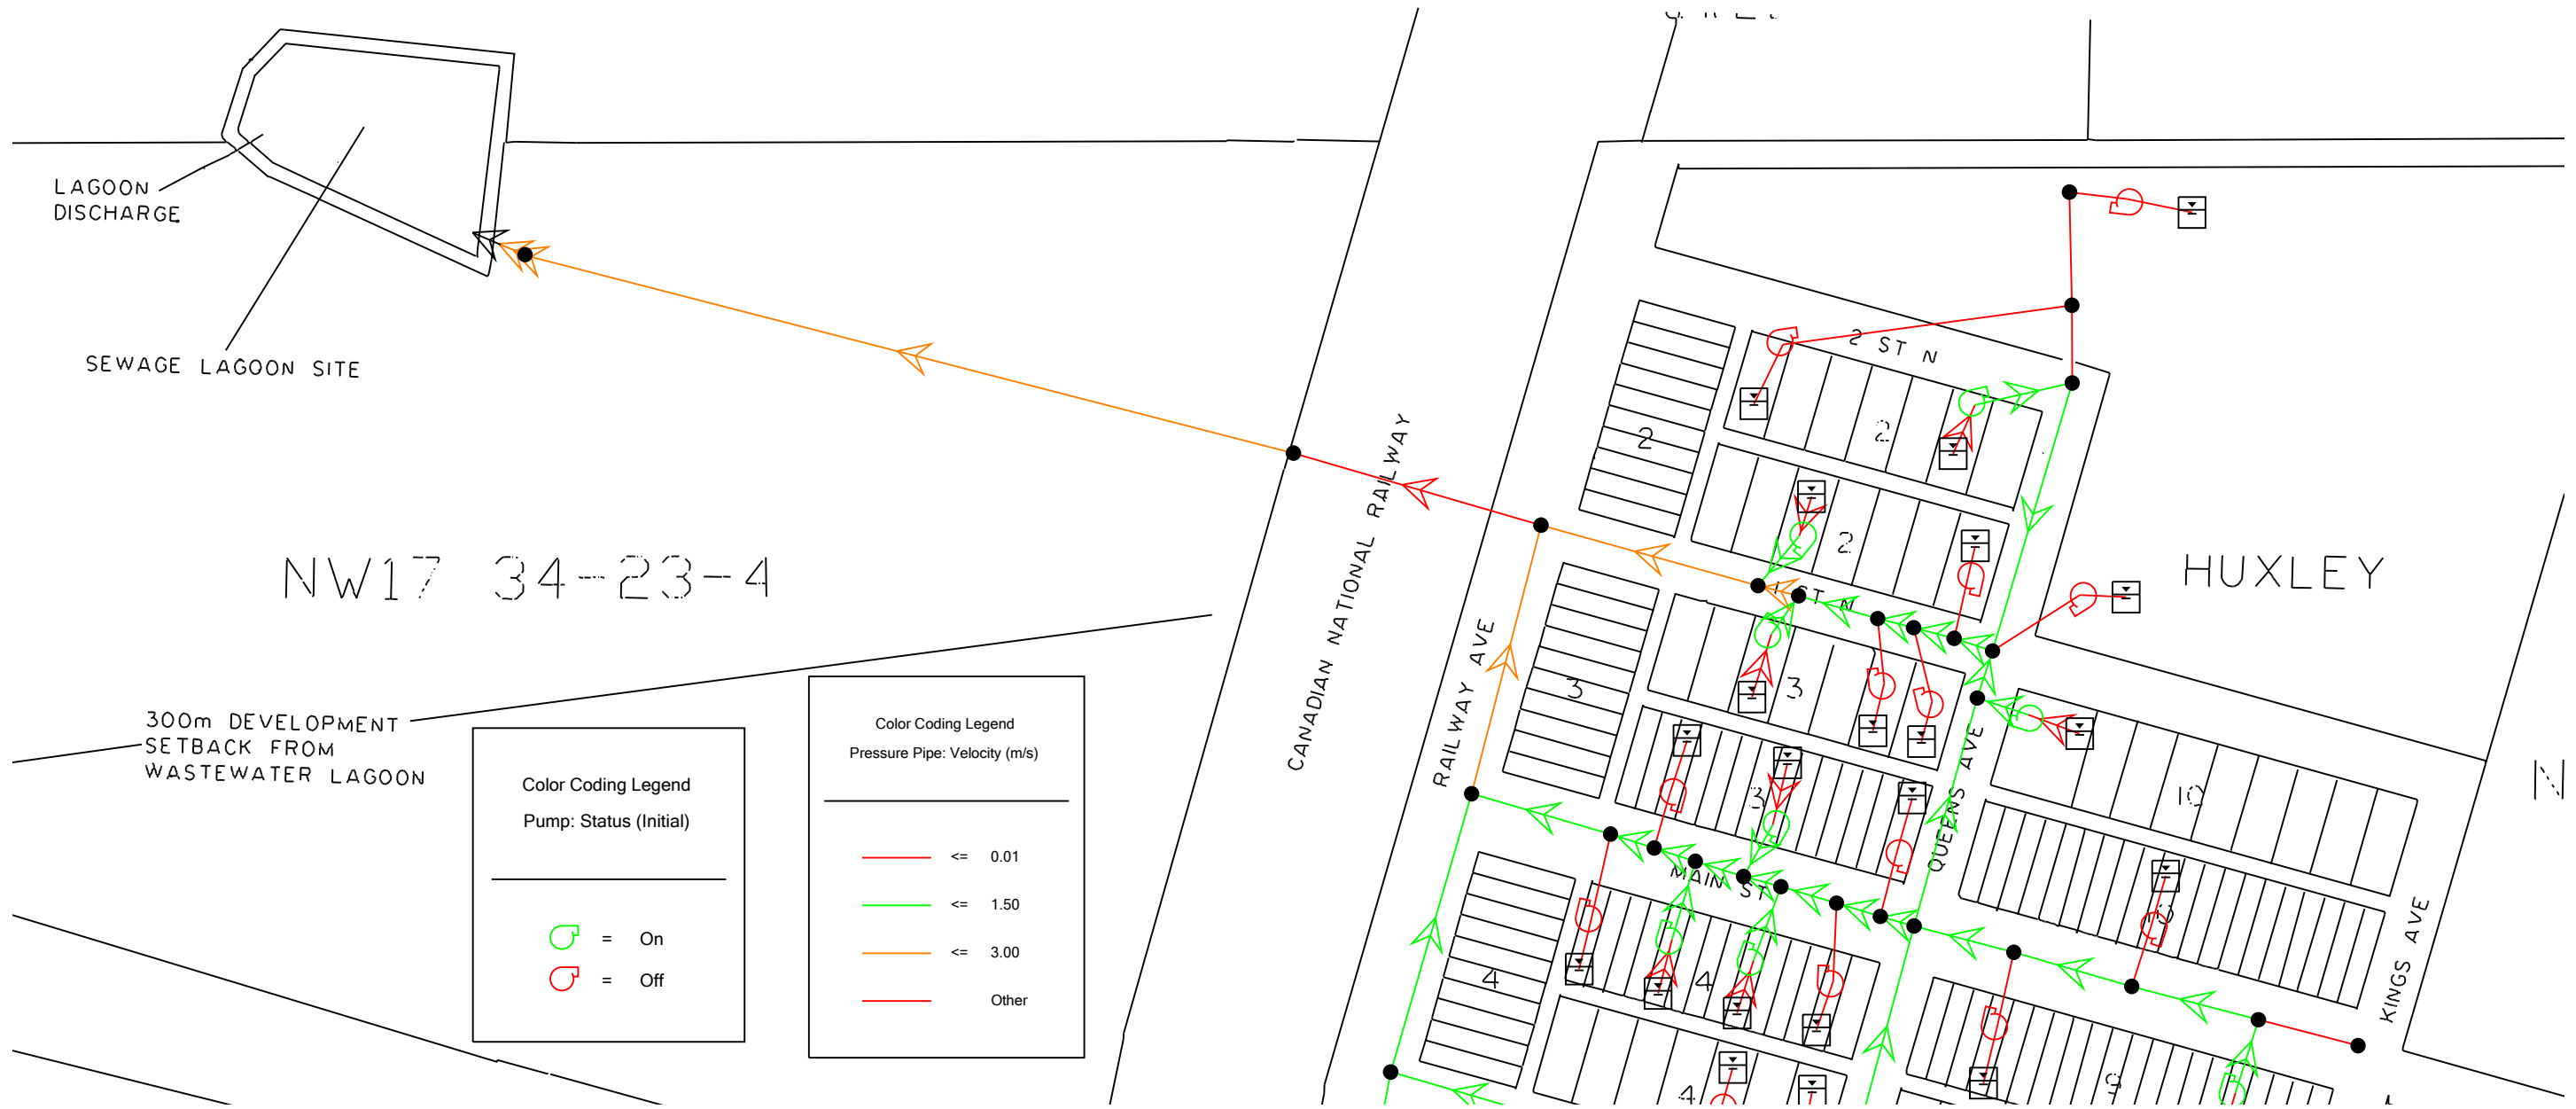 LAGOON
DISCHARGE
SEWAGE LAGOON SITE
NW17 34-23-4
300m DEVELOPMENT
SETBACK FROM
WASTEWATER LAGOON
Color Coding Legend
Pump: Status (Initial)
= On
= Off
Color Coding Legend
Pressure Pipe: Velocity (m/s)
<= 0.01
<= 1.50
<= 3.00
Other
CANADIAN NATIONAL RAILWAY
RAILWAY AVE
2 ST N
2
2
2
ST N
HUXLEY
3
3
3
MAIN ST
QUEENS AVE
10
10
KINGS AVE
4
4
4
9
N